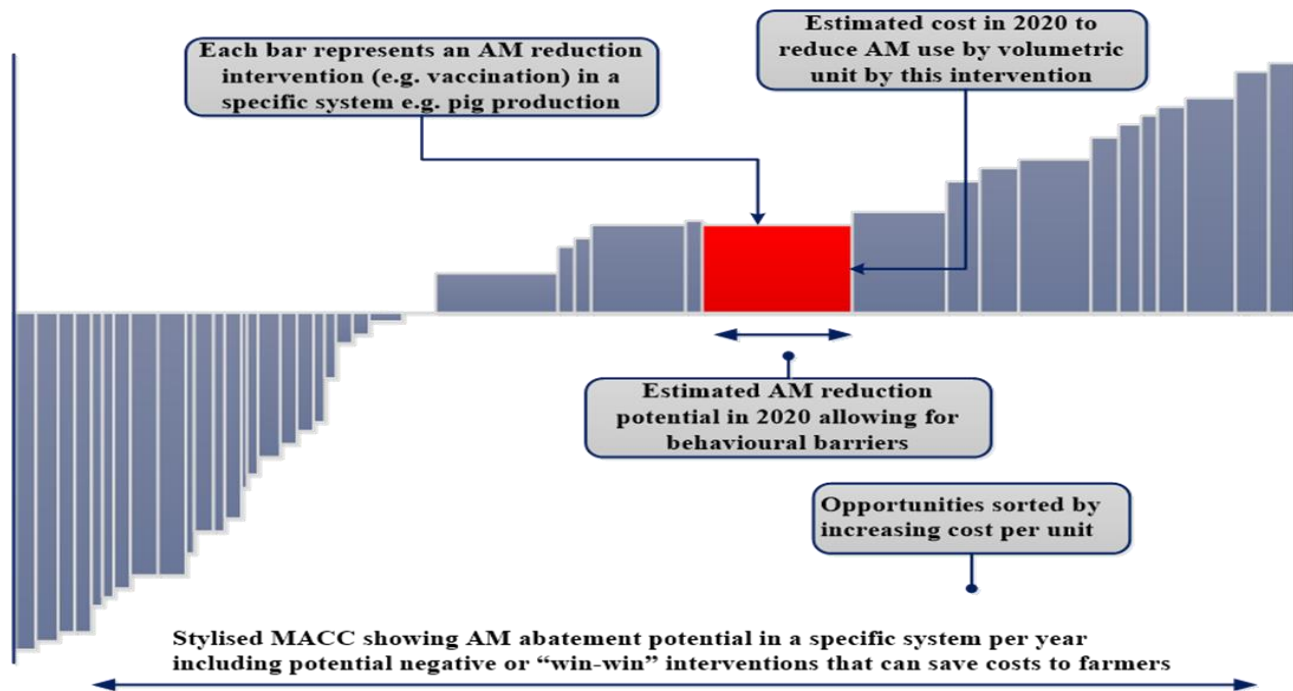 Each bar represents an AM reduction
intervention (e.g. vaccination) in a
specific system e.g. pig production
Estimated cost in 2020 to
reduce AM use by volumetric
unit by this intervention
Estimated AM reduction
potential in 2020 allowing for
behavioural barriers
Opportunities sorted by
increasing cost per unit
Stylised MACC showing AM abatement potential in a specific system per year
including potential negative or “win-win” interventions that can save costs to farmers